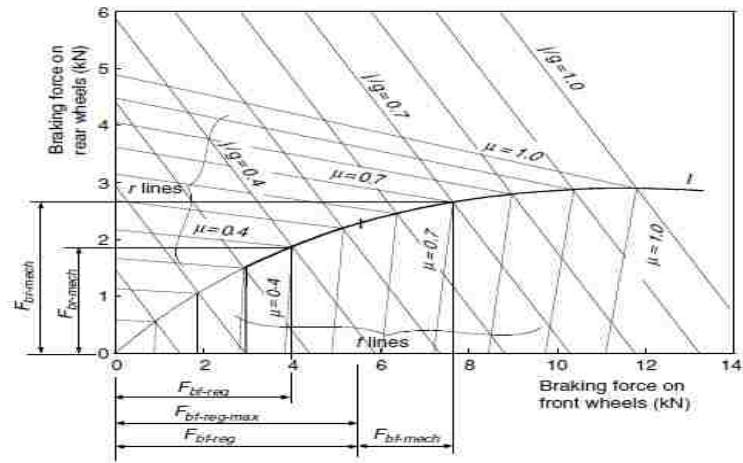 6
5
4
3
2
1
0
Braking force on
rear wheels (kN)
j/g=1.0
j/g=0.7
j/g=0.4
μ=1.0
μ=0.7
μ=0.4
r lines
I
I
μ=0.4
μ=0.7
μ=1.0
f lines
F_br-mech
F_br-mech
0
2
4
6
8
10
12
14
Braking force on
front wheels (kN)
F_bf-reg
F_bf-reg-max
F_bf-reg
F_bf-mech